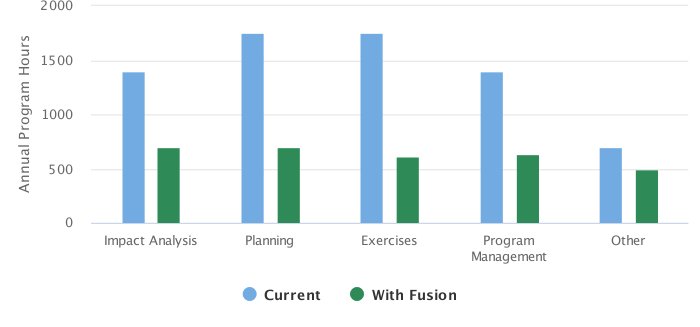 2000
1500
1000
500
0
Annual Program Hours
Impact Analysis
Planning
Exercises
Program
Management
Other
Current
With Fusion